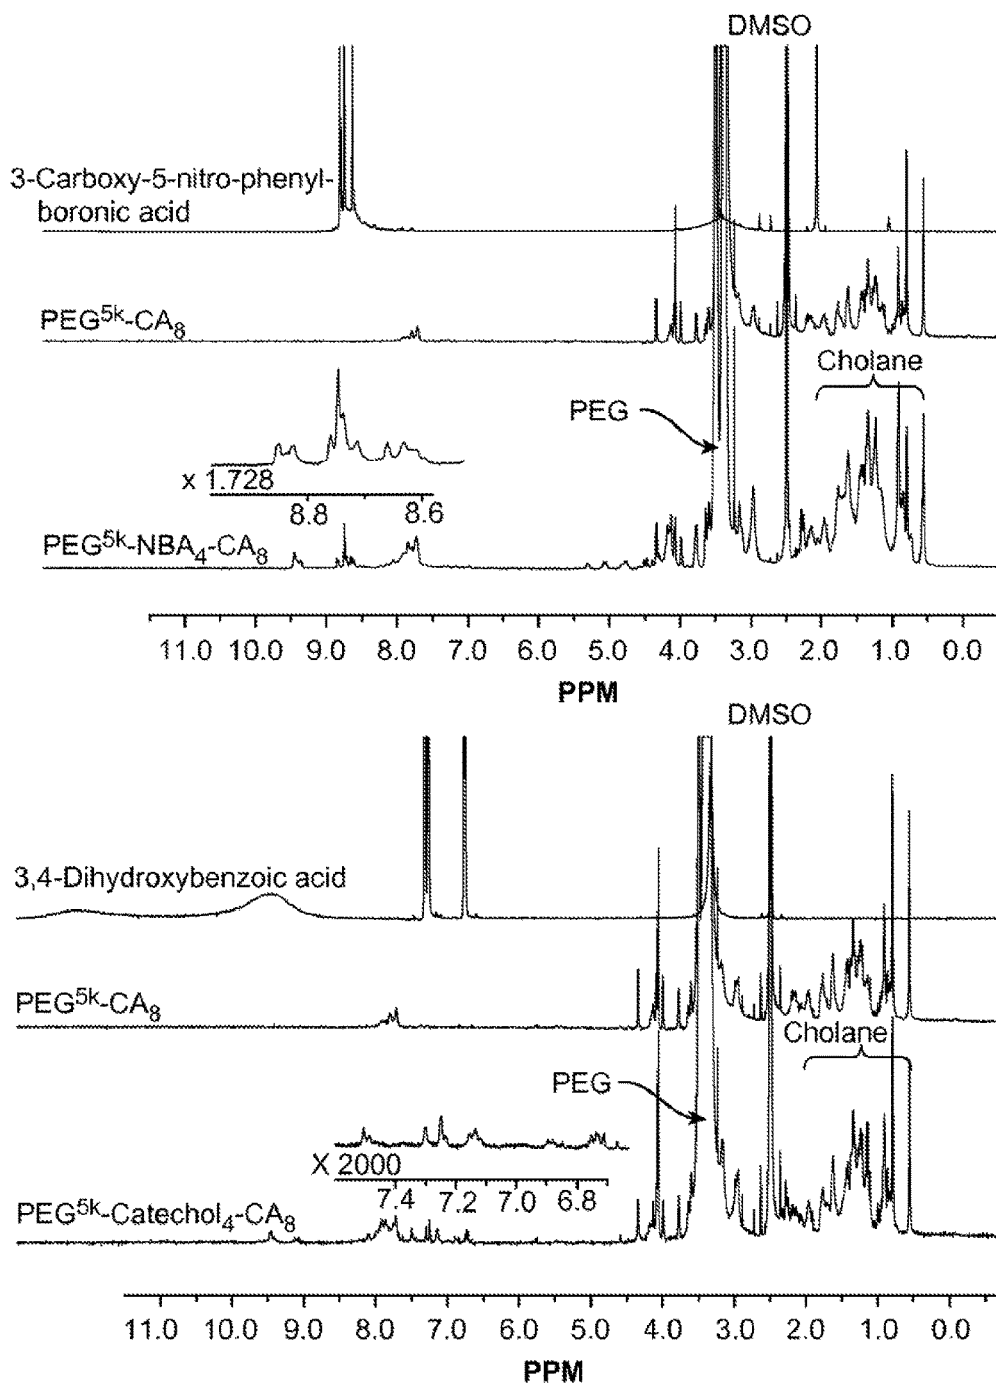 DMSO
3-Carboxy-5-nitro-phenyl-
boronic acid
PEG5k-CA8
Cholane
PEG
x 1.728
8.8 8.6
PEG5k-NBA4-CA8
11.0 10.0 9.0 8.0 7.0 6.0 5.0 4.0 3.0 2.0 1.0 0.0
PPM
DMSO
3,4-Dihydroxybenzoic acid
PEG5k-CA8
Cholane
PEG
X 2000
7.4 7.2 7.0 6.8
PEG5k-Catechol4-CA8
11.0 10.0 9.0 8.0 7.0 6.0 5.0 4.0 3.0 2.0 1.0 0.0
PPM